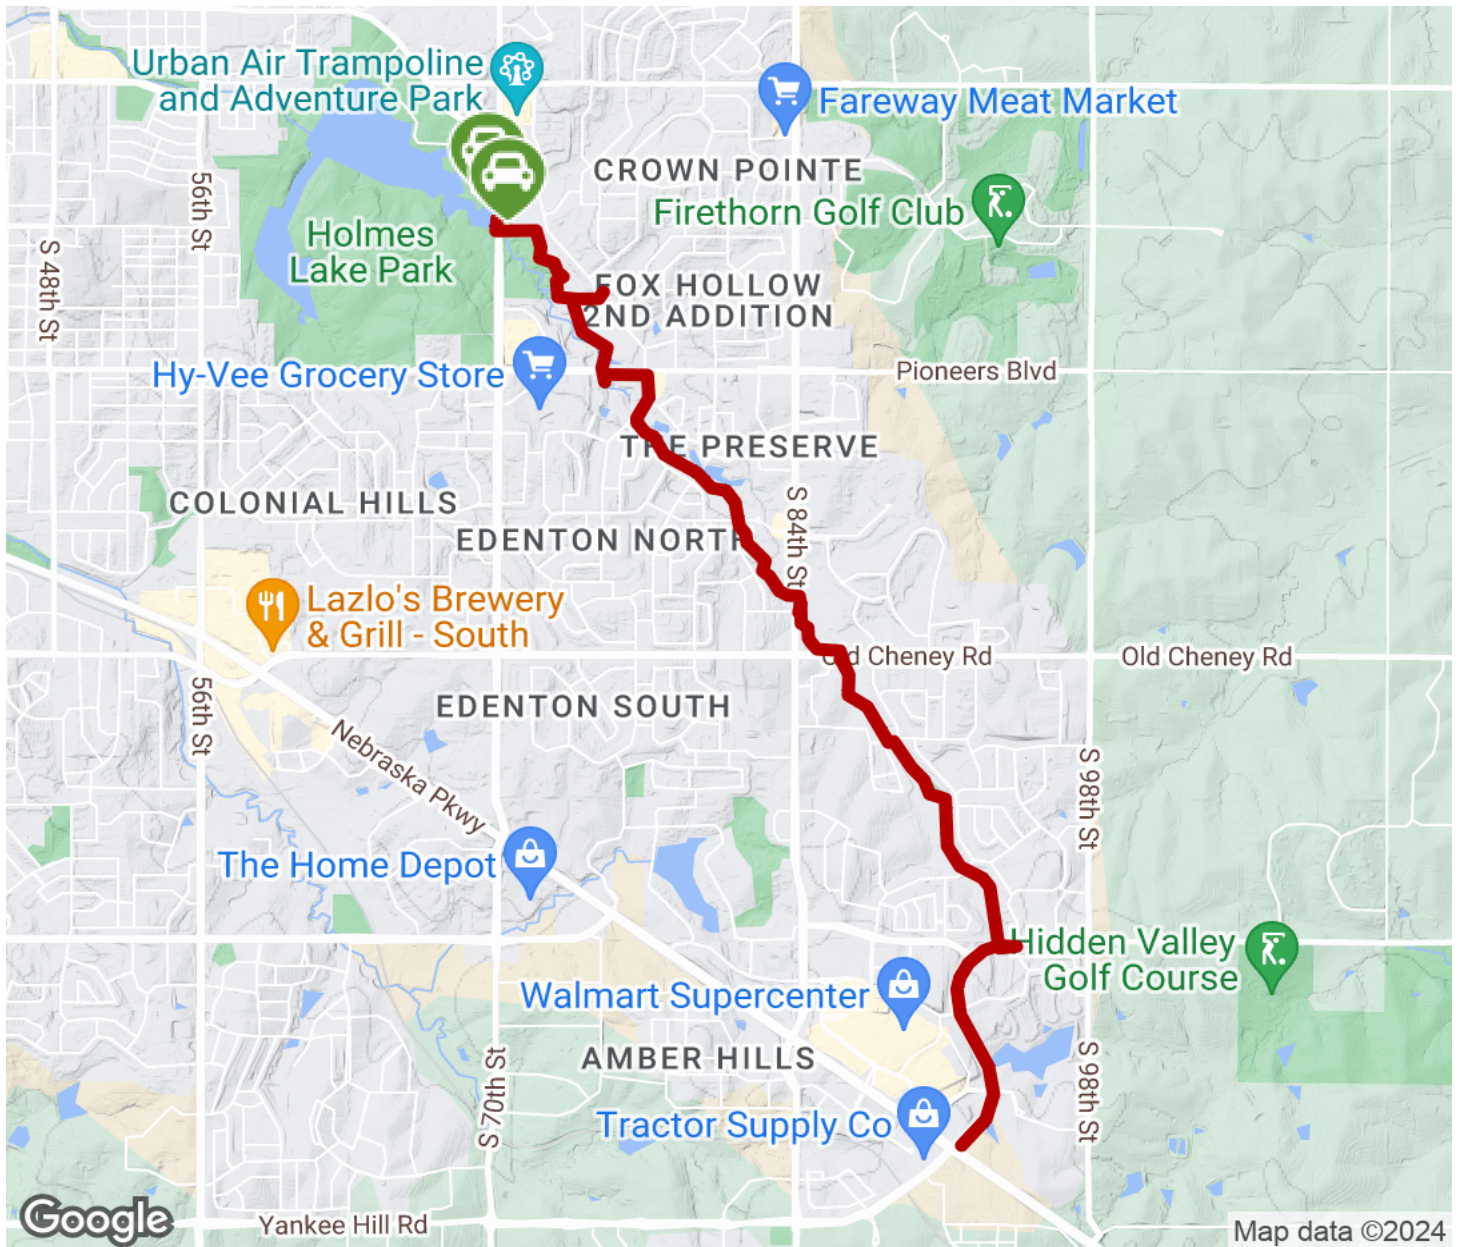 Urban Air Trampoline
and Adventure Park
Fareway Meat Market
CROWN POINTE
56th St
Firethorn Golf Club
Holmes
Lake Park
S 48th St
FOX HOLLOW
2ND ADDITION
Hy-Vee Grocery Store
Pioneers Blvd
THE PRESERVE
COLONIAL HILLS
S 84th St
EDENTON NORTH
Lazlo's Brewery
& Grill - South
Old Cheney Rd
Old Cheney Rd
56th St
EDENTON SOUTH
Nebraska Pkwy
S 98th St
The Home Depot
Hidden Valley
Golf Course
Walmart Supercenter
AMBER HILLS
S 70th St
S 98th St
Tractor Supply Co
Google
Yankee Hill Rd
Map data ©2024